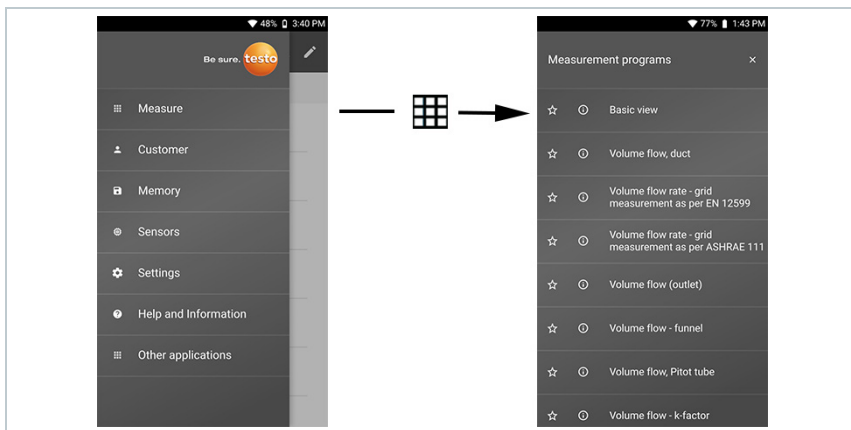 48% 3:40 PM
Be sure. testo
Measure
Customer
Memory
Sensors
Settings
Help and Information
Other applications
77% 1:43 PM
Measurement programs
Basic view
Volume flow, duct
Volume flow rate - grid
measurement as per EN 12599
Volume flow rate - grid
measurement as per ASHRAE 111
Volume flow (outlet)
Volume flow - funnel
Volume flow, Pitot tube
Volume flow - k-factor